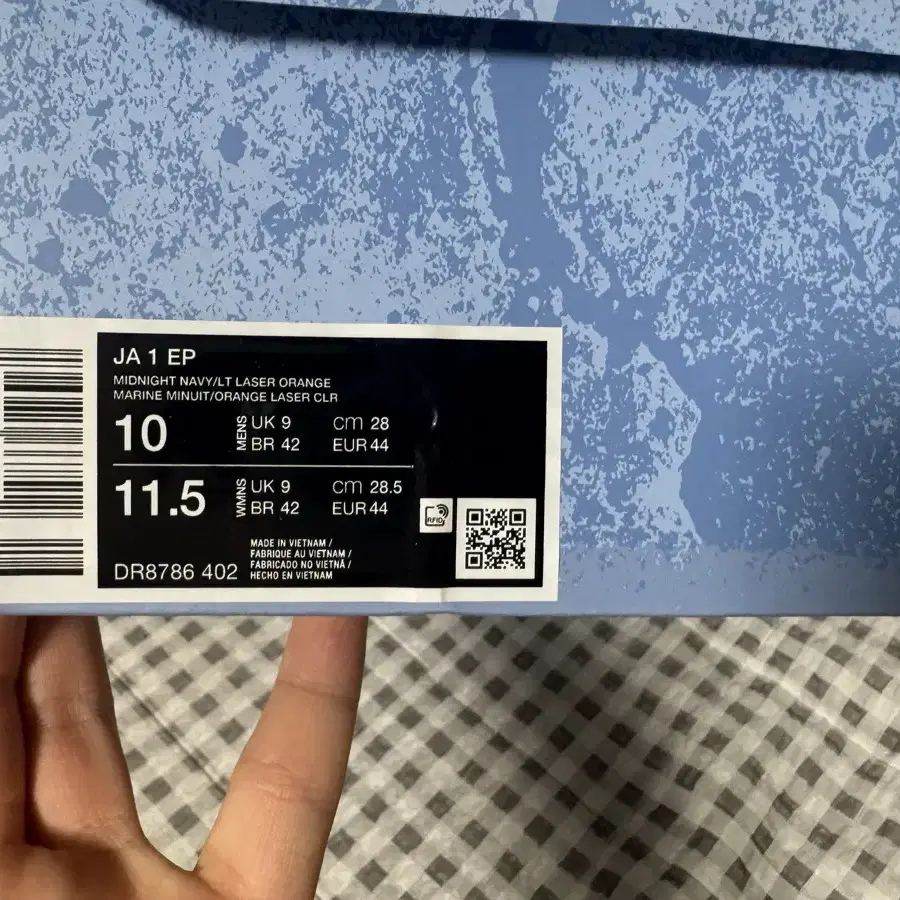 JA 1 EP
MIDNIGHT NAVY/LT LASER ORANGE
MARINE MINUIT/ORANGE LASER CLR
10 MENS UK 9 cm 28
BR 42 EUR 44
11.5 WMNS UK 9 cm 28.5
BR 42 EUR 44
RFID
MADE IN VIETNAM /
FABRIQUE AU VIETNAM /
FABRICADO NO VIETNÃ /
DR8786 402 HECHO EN VIETNAM